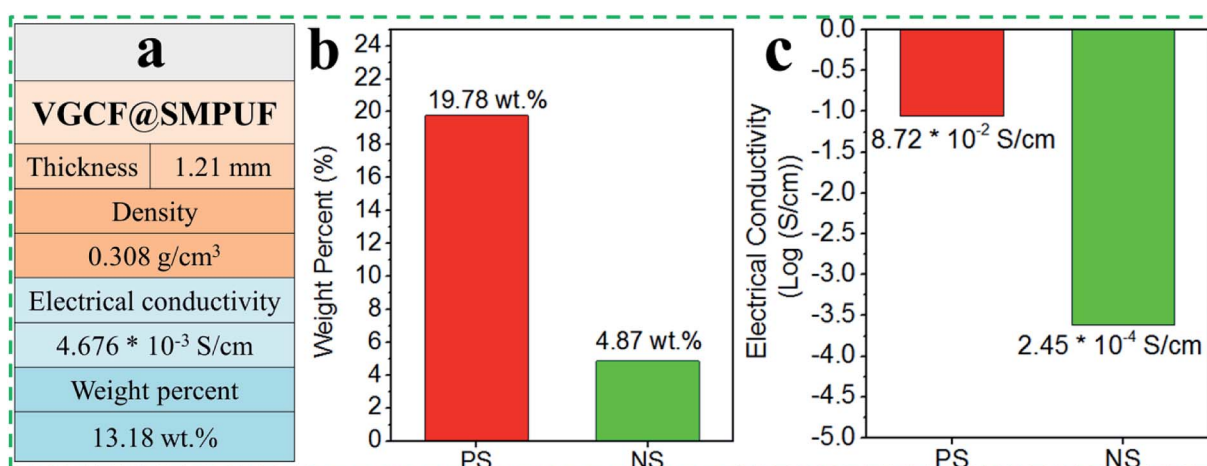 a
VGCF@SMPUF
Thickness 1.21 mm
Density
0.308 g/cm³
Electrical conductivity
4.676 * 10⁻³ S/cm
Weight percent
13.18 wt.%
b
Weight Percent (%)
24
22
20
18
16
14
12
10
8
6
4
2
0
19.78 wt.%
4.87 wt.%
PS NS
c
Electrical Conductivity
(Log (S/cm))
0.0
-0.5
-1.0
-1.5
-2.0
-2.5
-3.0
-3.5
-4.0
-4.5
-5.0
8.72 * 10⁻² S/cm
2.45 * 10⁻⁴ S/cm
PS NS